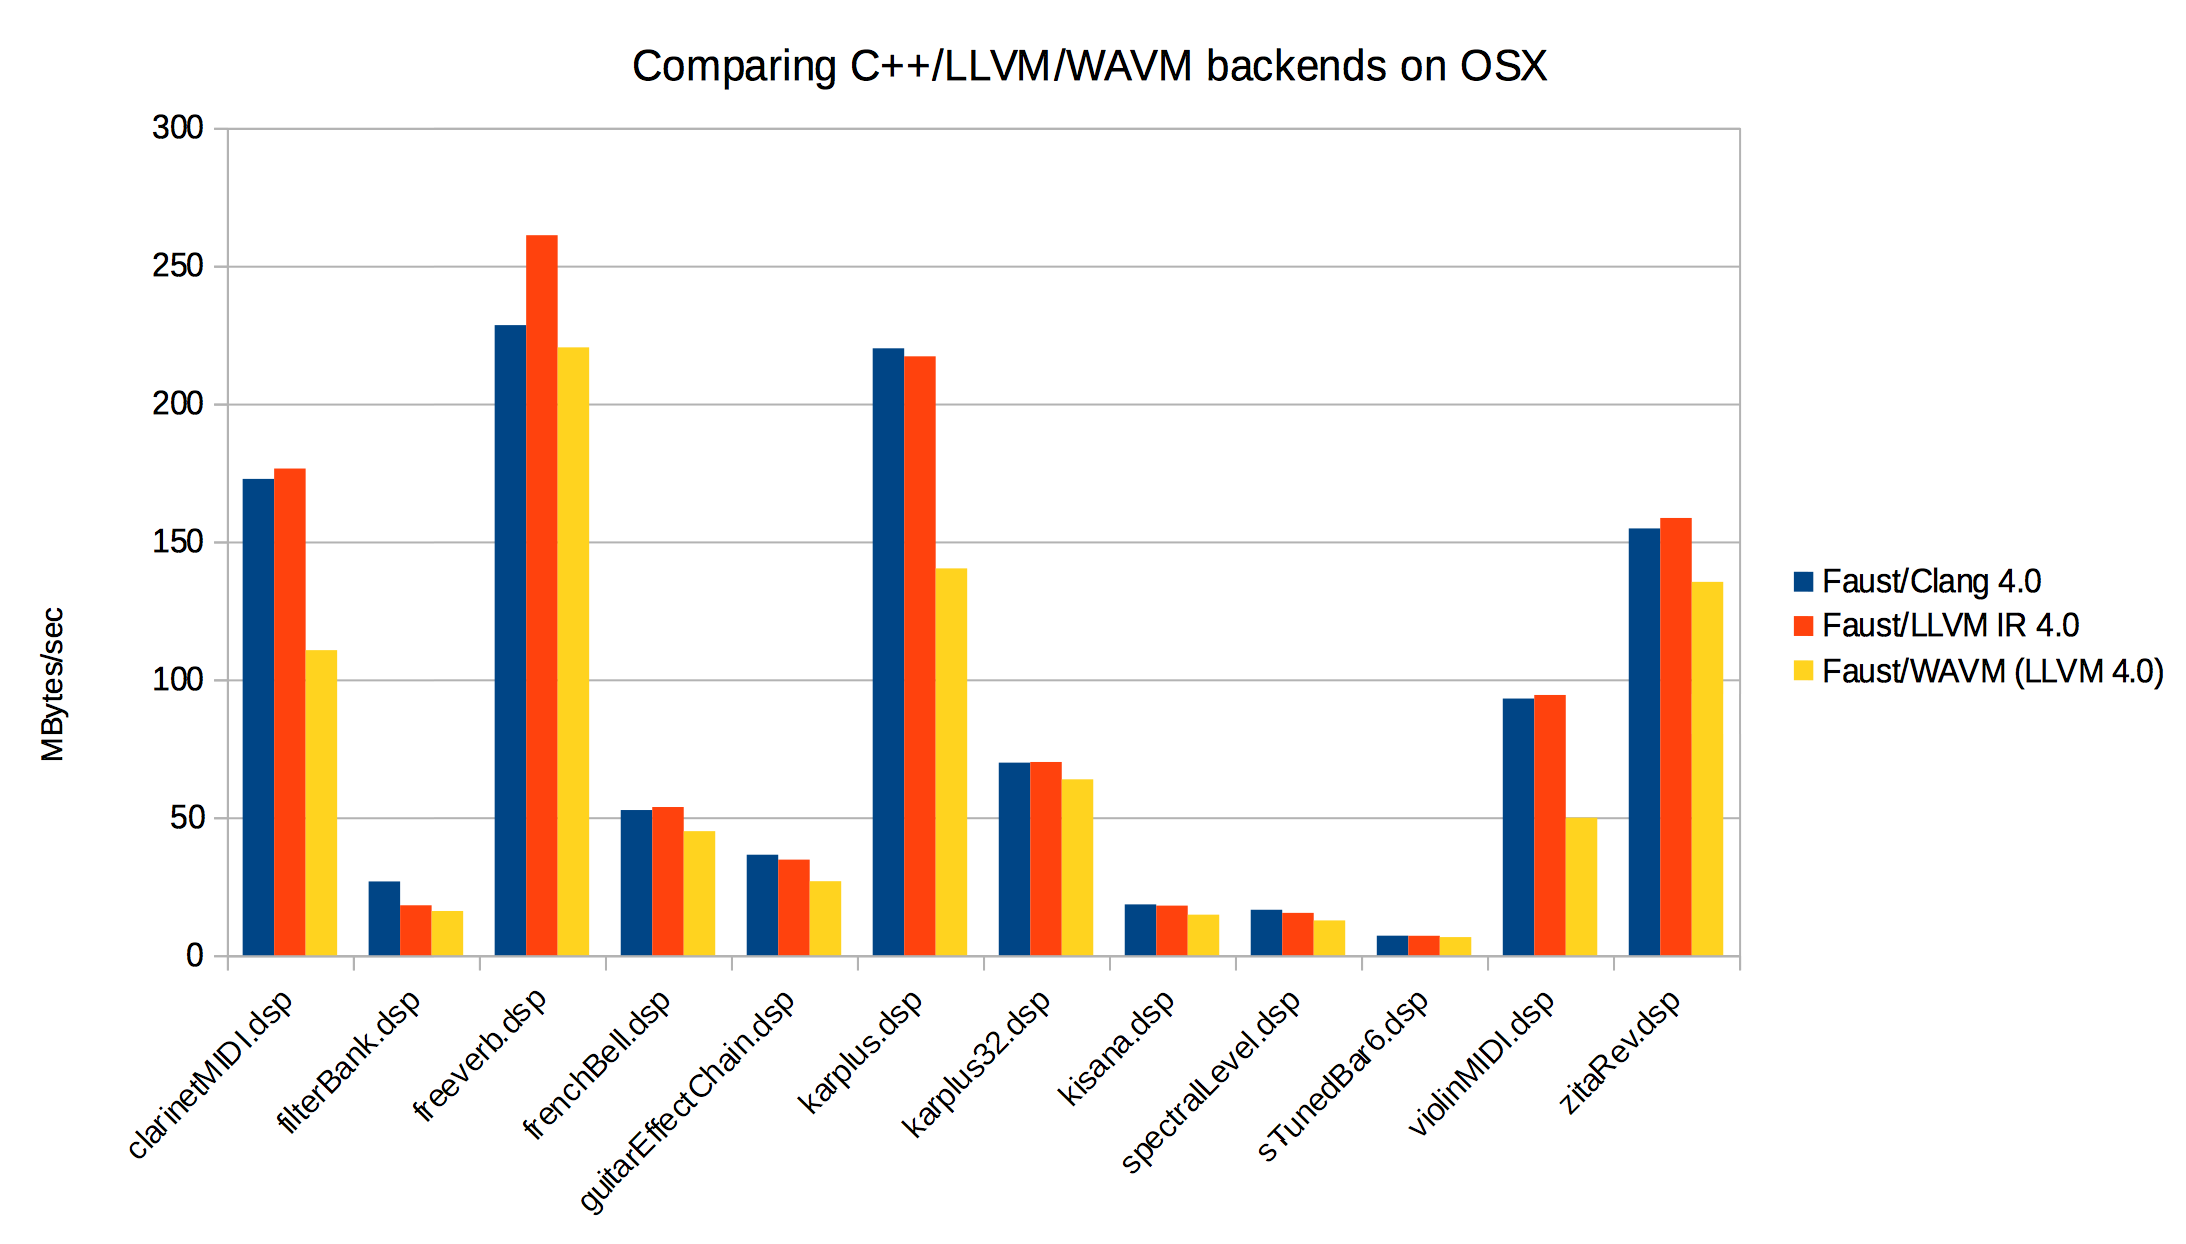 Comparing C++/LLVM/WAVM backends on OSX
300
250
200
150
100
50
0
MBytes/sec
clarinetMIDI.dsp
filterBank.dsp
freeverb.dsp
frenchBell.dsp
guitarEffectChain.dsp
karplus.dsp
karplus32.dsp
kisana.dsp
spectralLevel.dsp
sTunedBar6.dsp
violinMIDI.dsp
zitaRev.dsp
Faust/Clang 4.0
Faust/LLVM IR 4.0
Faust/WAVM (LLVM 4.0)